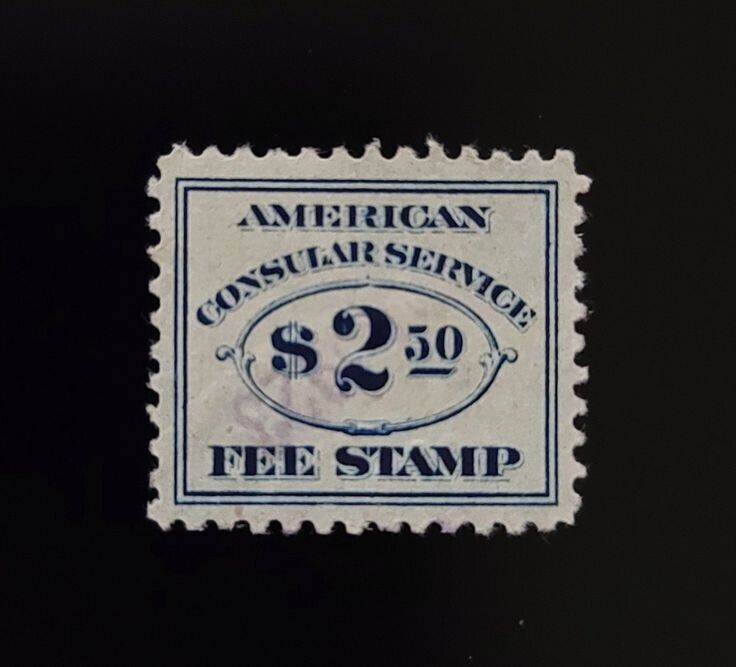 AMERICAN
CONSULAR SERVICE
$2.50
FEE STAMP